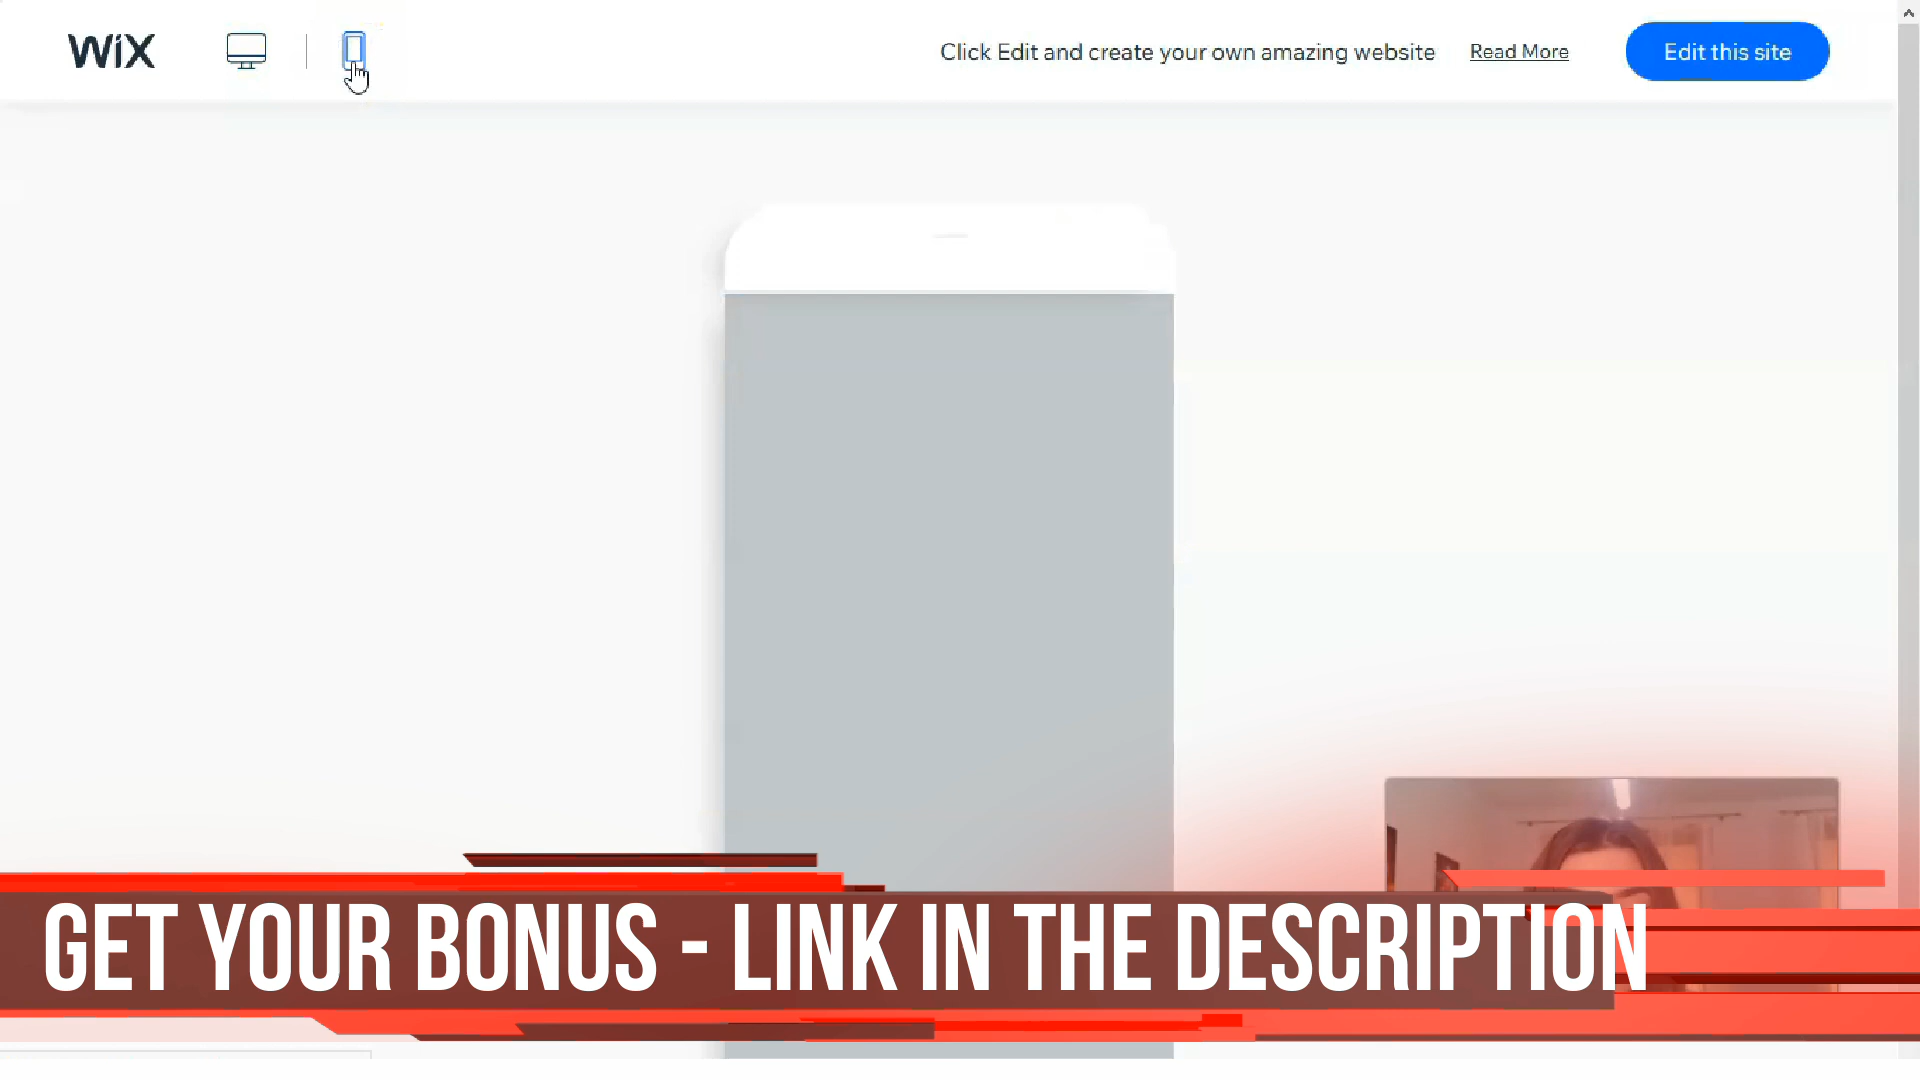 WiX
Click Edit and create your own amazing website
Read More
Edit this site
GET YOUR BONUS - LINK IN THE DESCRIPTION